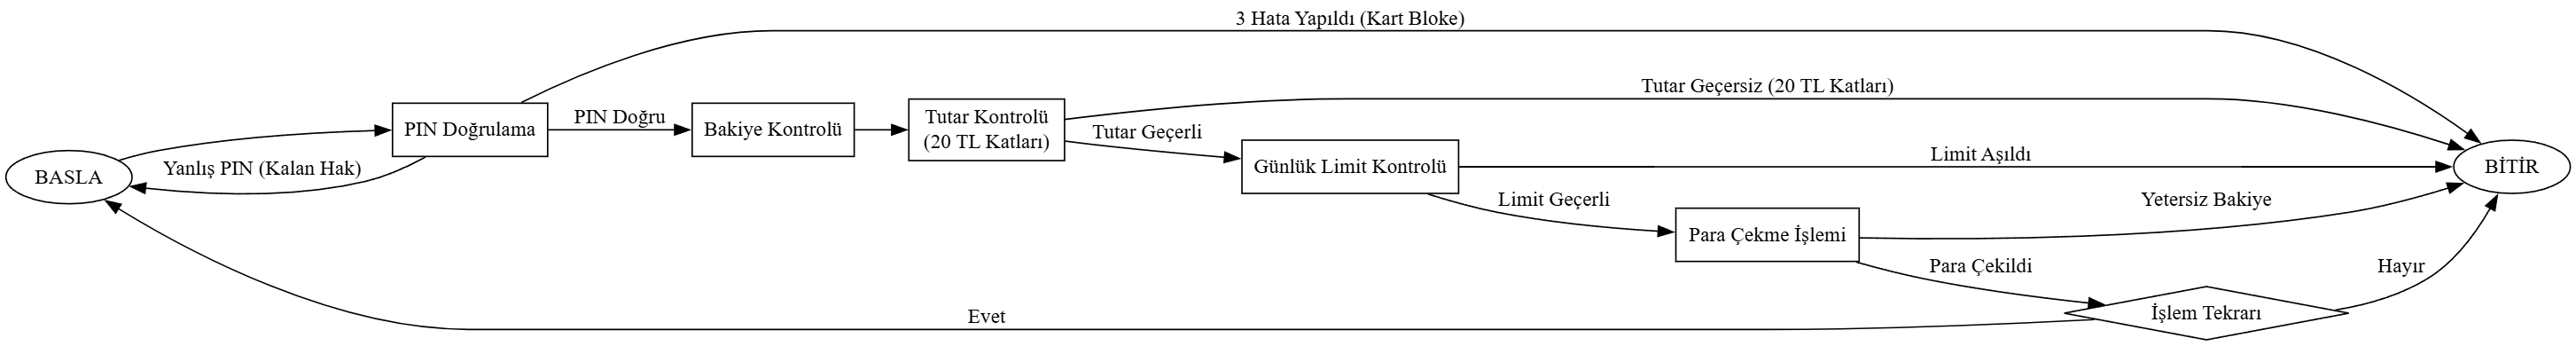 3 Hata Yapıldı (Kart Bloke)
Tutar Geçersiz (20 TL Katları)
BASLA
Yanlış PIN (Kalan Hak)
PIN Doğrulama
PIN Doğru
Bakiye Kontrolü
Tutar Kontrolü
(20 TL Katları)
Tutar Geçerli
Günlük Limit Kontrolü
Limit Aşıldı
BİTİR
Limit Geçerli
Yetersiz Bakiye
Para Çekme İşlemi
Para Çekildi
Hayır
İşlem Tekrarı
Evet